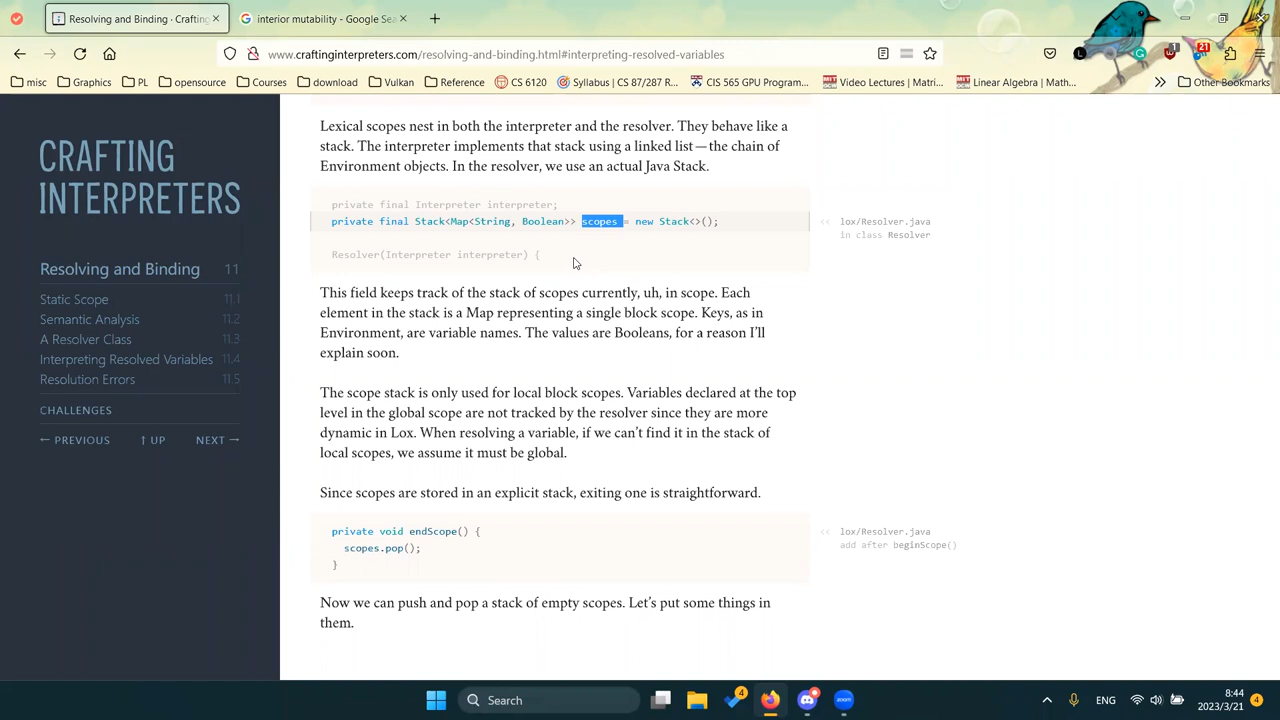 Resolving and Binding · Crafting
interior mutability - Google Sea
www.craftinginterpreters.com/resolving-and-binding.html#interpreting-resolved-variables
1
21
misc
Graphics
PL
opensource
Courses
download
Vulkan
Reference
CS 6120
Syllabus | CS 87/287 R...
CIS 565 GPU Program...
Video Lectures | Matri...
Linear Algebra | Math...
Other Bookmarks
CRAFTING
INTERPRETERS
Resolving and Binding 11
Static Scope 11.1
Semantic Analysis 11.2
A Resolver Class 11.3
Interpreting Resolved Variables 11.4
Resolution Errors 11.5
CHALLENGES
← PREVIOUS ↑ UP NEXT →
Lexical scopes nest in both the interpreter and the resolver. They behave like a
stack. The interpreter implements that stack using a linked list—the chain of
Environment objects. In the resolver, we use an actual Java Stack.
private final Interpreter interpreter;
private final Stack<Map<String, Boolean>> scopes = new Stack<>();
Resolver(Interpreter interpreter) {
<< lox/Resolver.java
in class Resolver
This field keeps track of the stack of scopes currently, uh, in scope. Each
element in the stack is a Map representing a single block scope. Keys, as in
Environment, are variable names. The values are Booleans, for a reason I'll
explain soon.
The scope stack is only used for local block scopes. Variables declared at the top
level in the global scope are not tracked by the resolver since they are more
dynamic in Lox. When resolving a variable, if we can't find it in the stack of
local scopes, we assume it must be global.
Since scopes are stored in an explicit stack, exiting one is straightforward.
private void endScope() {
scopes.pop();
}
<< lox/Resolver.java
add after beginScope()
Now we can push and pop a stack of empty scopes. Let's put some things in
them.
Search
4
zoom
ENG
8:44
2023/3/21
4